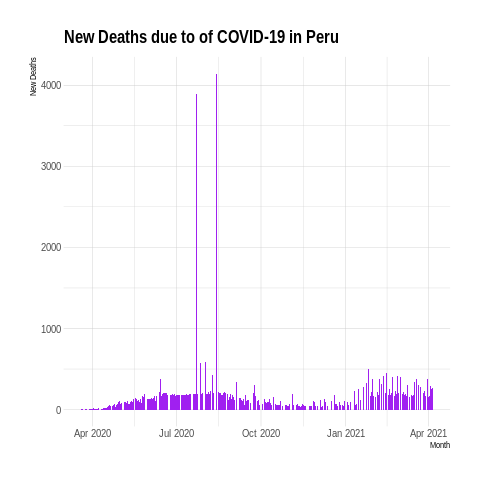 New Deaths due to of COVID-19 in Peru
New Deaths
4000
3000
2000
1000
0
Apr 2020
Jul 2020
Oct 2020
Jan 2021
Apr 2021
Month